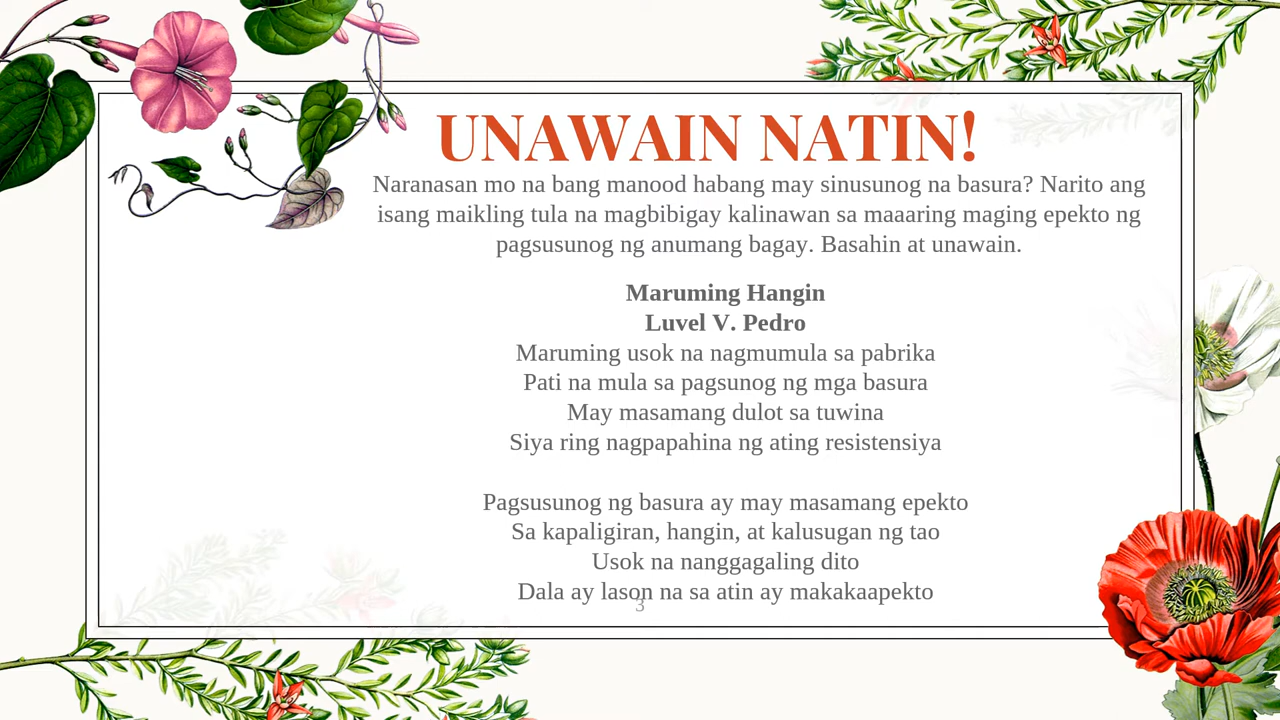 UNAWAIN NATIN!
Naranasan mo na bang manood habang may sinusunog na basura? Narito ang
isang maikling tula na magbibigay kalinawan sa maaaring maging epekto ng
pagsusunog ng anumang bagay. Basahin at unawain.
Maruming Hangin
Luvel V. Pedro
Maruming usok na nagmumula sa pabrika
Pati na mula sa pagsunog ng mga basura
May masamang dulot sa tuwina
Siya ring nagpapahina ng ating resistensiya
Pagsusunog ng basura ay may masamang epekto
Sa kapaligiran, hangin, at kalusugan ng tao
Usok na nanggagaling dito
Dala ay lason na sa atin ay makakaapekto
3